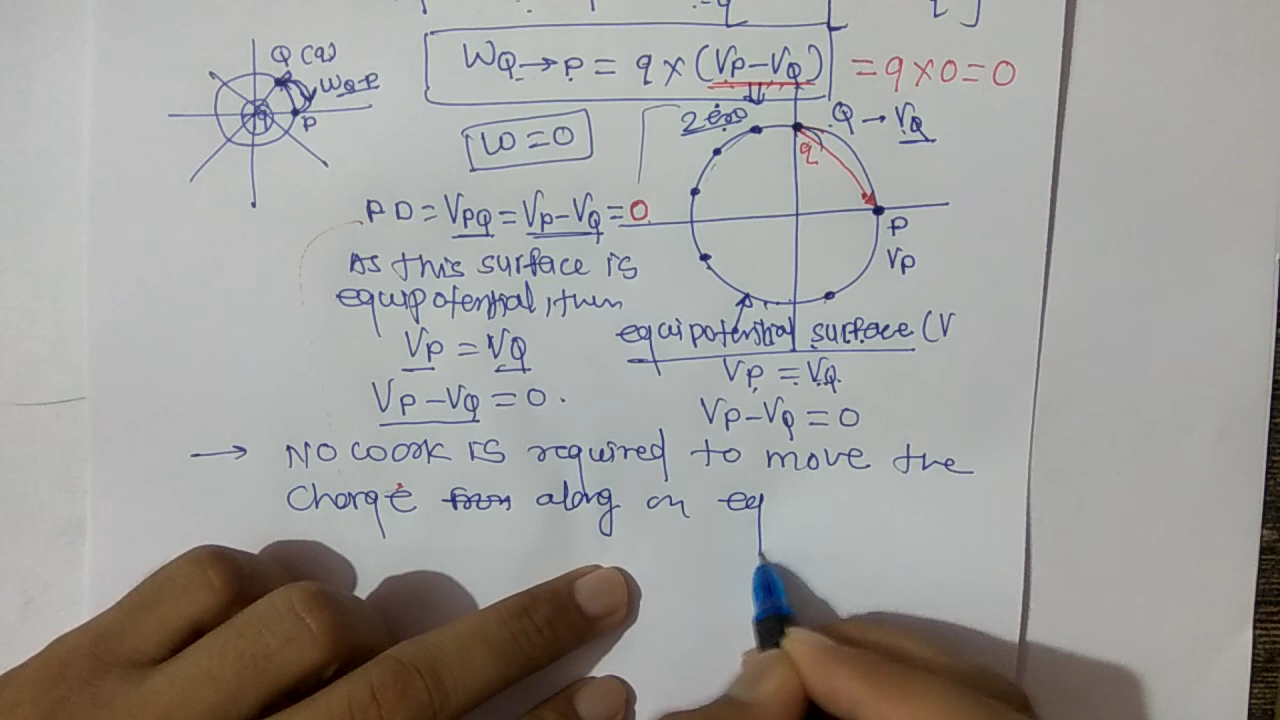 Q (q)
WQ-P
P
q
WQ→P = q×(VP-VQ) = q×0=0
W=0
zero
Q→VQ
q
P
VP
PD = VPQ = VP-VQ = 0
As this surface is
equipotential, then
VP = VQ
VP-VQ = 0.
equipotential surface (V
VP = VQ
VP-VQ = 0
→ No work is required to move the
charge along an eq